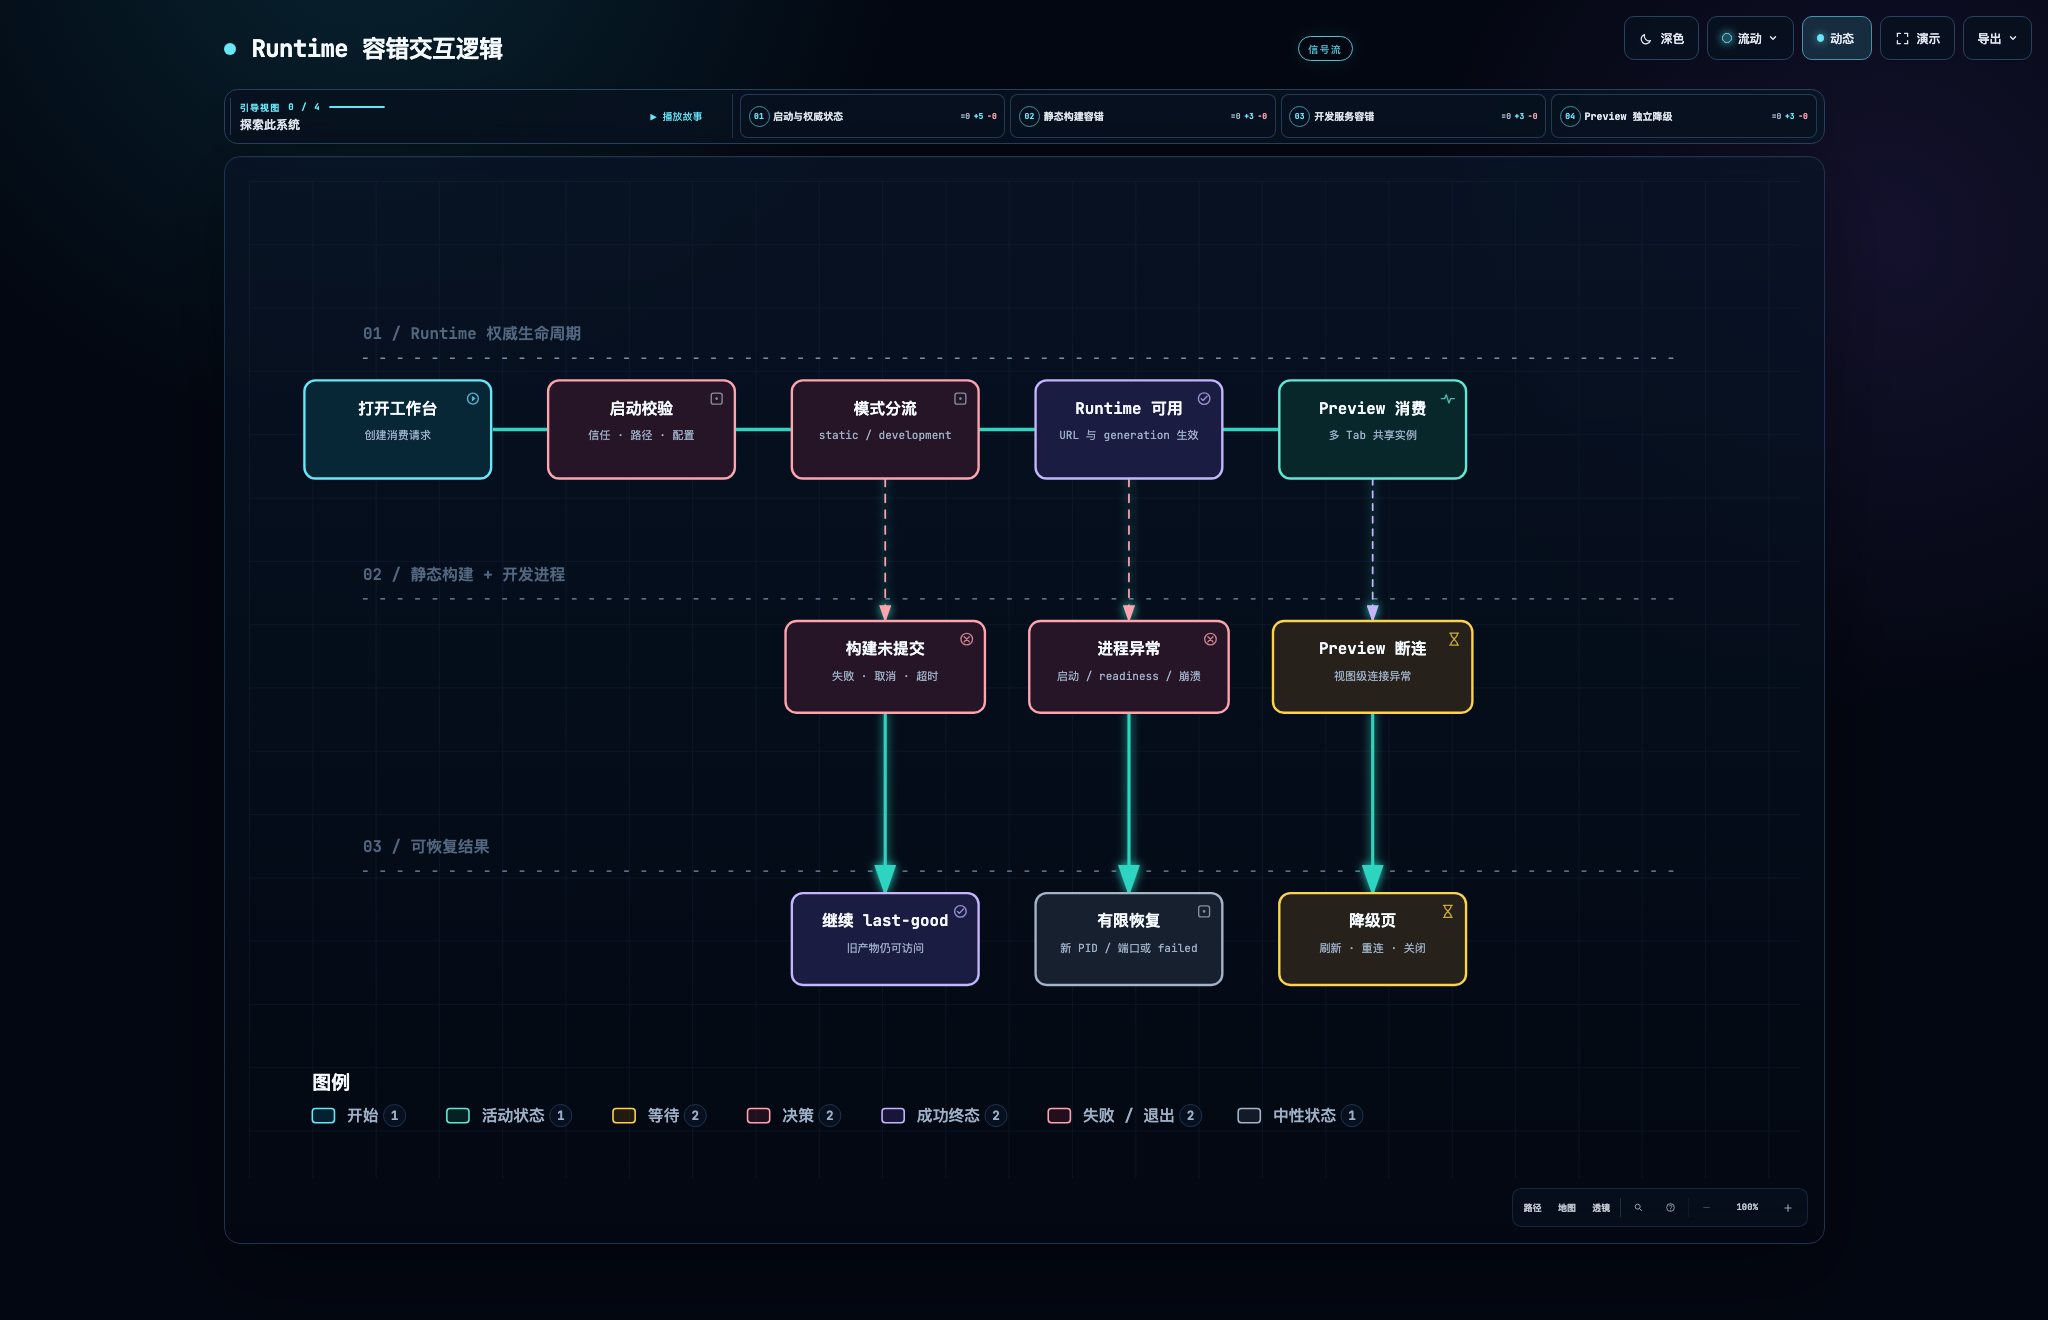 Runtime 容错交互逻辑
信号流
深色
流动
动态
演示
导出
引导视图 0 / 4
探索此系统
▶ 播放故事
01 启动与权威状态 =0 +5 -0
02 静态构建容错 =0 +3 -0
03 开发服务容错 =0 +3 -0
04 Preview 独立降级 =0 +3 -0
01 / Runtime 权威生命周期
打开工作台
创建消费请求
启动校验
信任 · 路径 · 配置
模式分流
static / development
Runtime 可用
URL 与 generation 生效
Preview 消费
多 Tab 共享实例
02 / 静态构建 + 开发进程
构建未提交
失败 · 取消 · 超时
进程异常
启动 / readiness / 崩溃
Preview 断连
视图级连接异常
03 / 可恢复结果
继续 last-good
旧产物仍可访问
有限恢复
新 PID / 端口或 failed
降级页
刷新 · 重连 · 关闭
图例
开始 1
活动状态 1
等待 2
决策 2
成功终态 2
失败 / 退出 2
中性状态 1
路径 地图 透镜 − 100% +